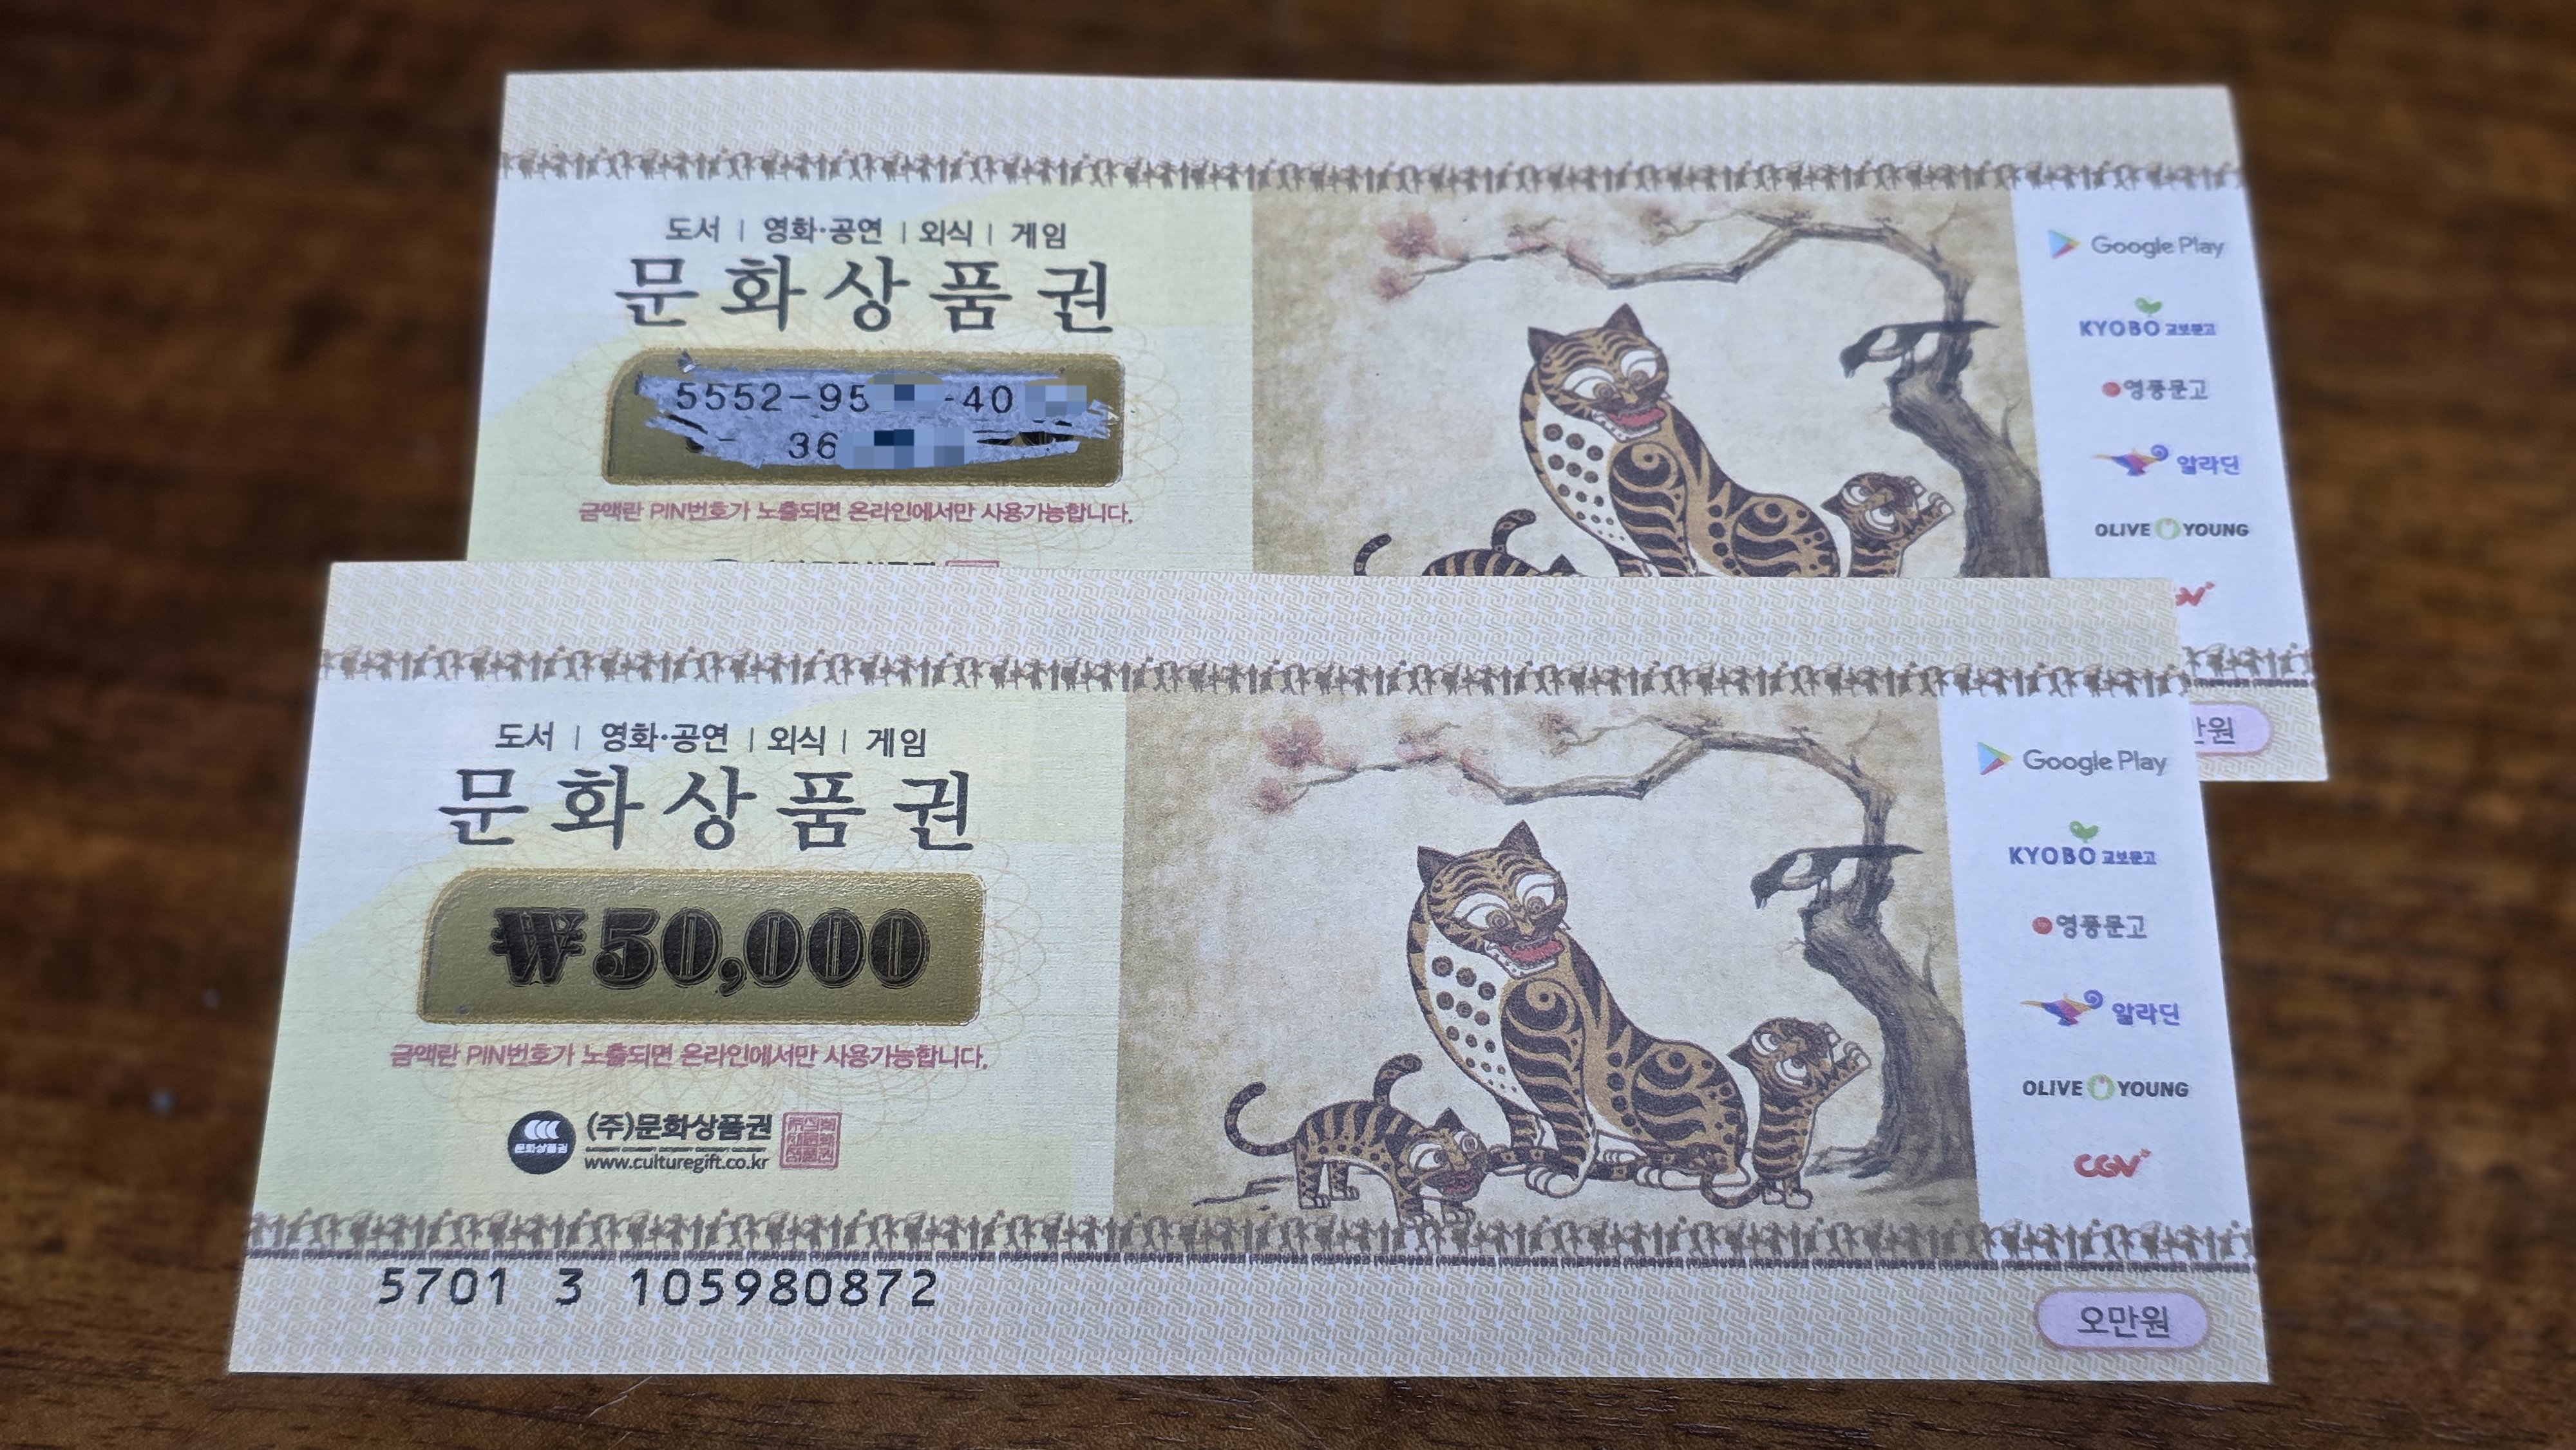 도서 | 영화·공연 | 외식 | 게임
문화상품권
5552-95 -40
36
금액란 PIN번호가 노출되면 온라인에서만 사용가능합니다.
Google Play
KYOBO 교보문고
영풍문고
알라딘
OLIVE YOUNG
만원
도서 | 영화·공연 | 외식 | 게임
문화상품권
₩50,000
금액란 PIN번호가 노출되면 온라인에서만 사용가능합니다.
문화상품권
(주)문화상품권
www.culturegift.co.kr
Google Play
KYOBO 교보문고
영풍문고
알라딘
OLIVE YOUNG
CGV
5701 3 105980872
오만원